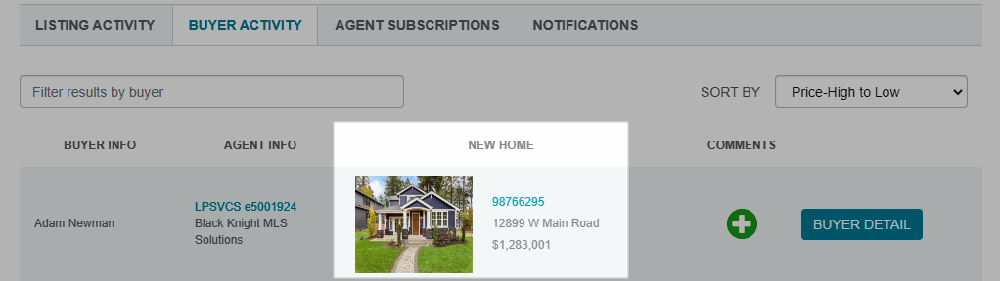 LISTING ACTIVITY BUYER ACTIVITY AGENT SUBSCRIPTIONS NOTIFICATIONS
Filter results by buyer SORT BY Price-High to Low
BUYER INFO AGENT INFO NEW HOME COMMENTS
Adam Newman
LPSVCS e5001924
Black Knight MLS
Solutions
98766295
12899 W Main Road
$1,283,001
BUYER DETAIL